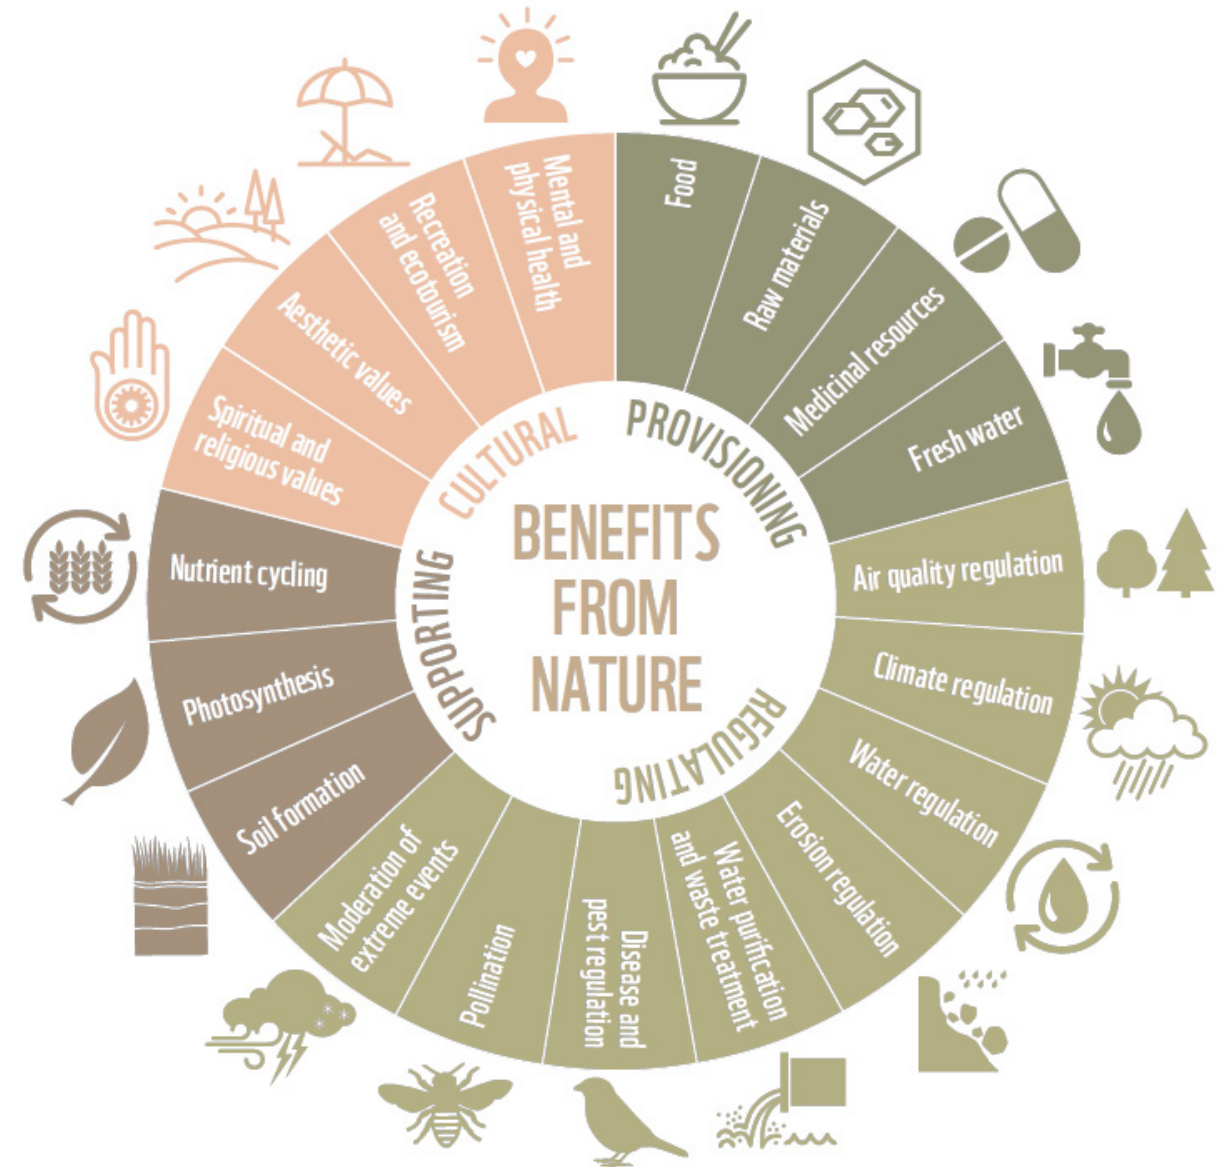 BENEFITS
FROM
NATURE
PROVISIONING
Food
Raw materials
Medicinal resources
Fresh water
REGULATING
Air quality regulation
Climate regulation
Water regulation
Erosion regulation
Water purification
and waste treatment
Disease and
pest regulation
Pollination
Moderation of
extreme events
SUPPORTING
Soil formation
Photosynthesis
Nutrient cycling
CULTURAL
Spiritual and
religious values
Aesthetic values
Recreation
and ecotourism
Mental and
physical health